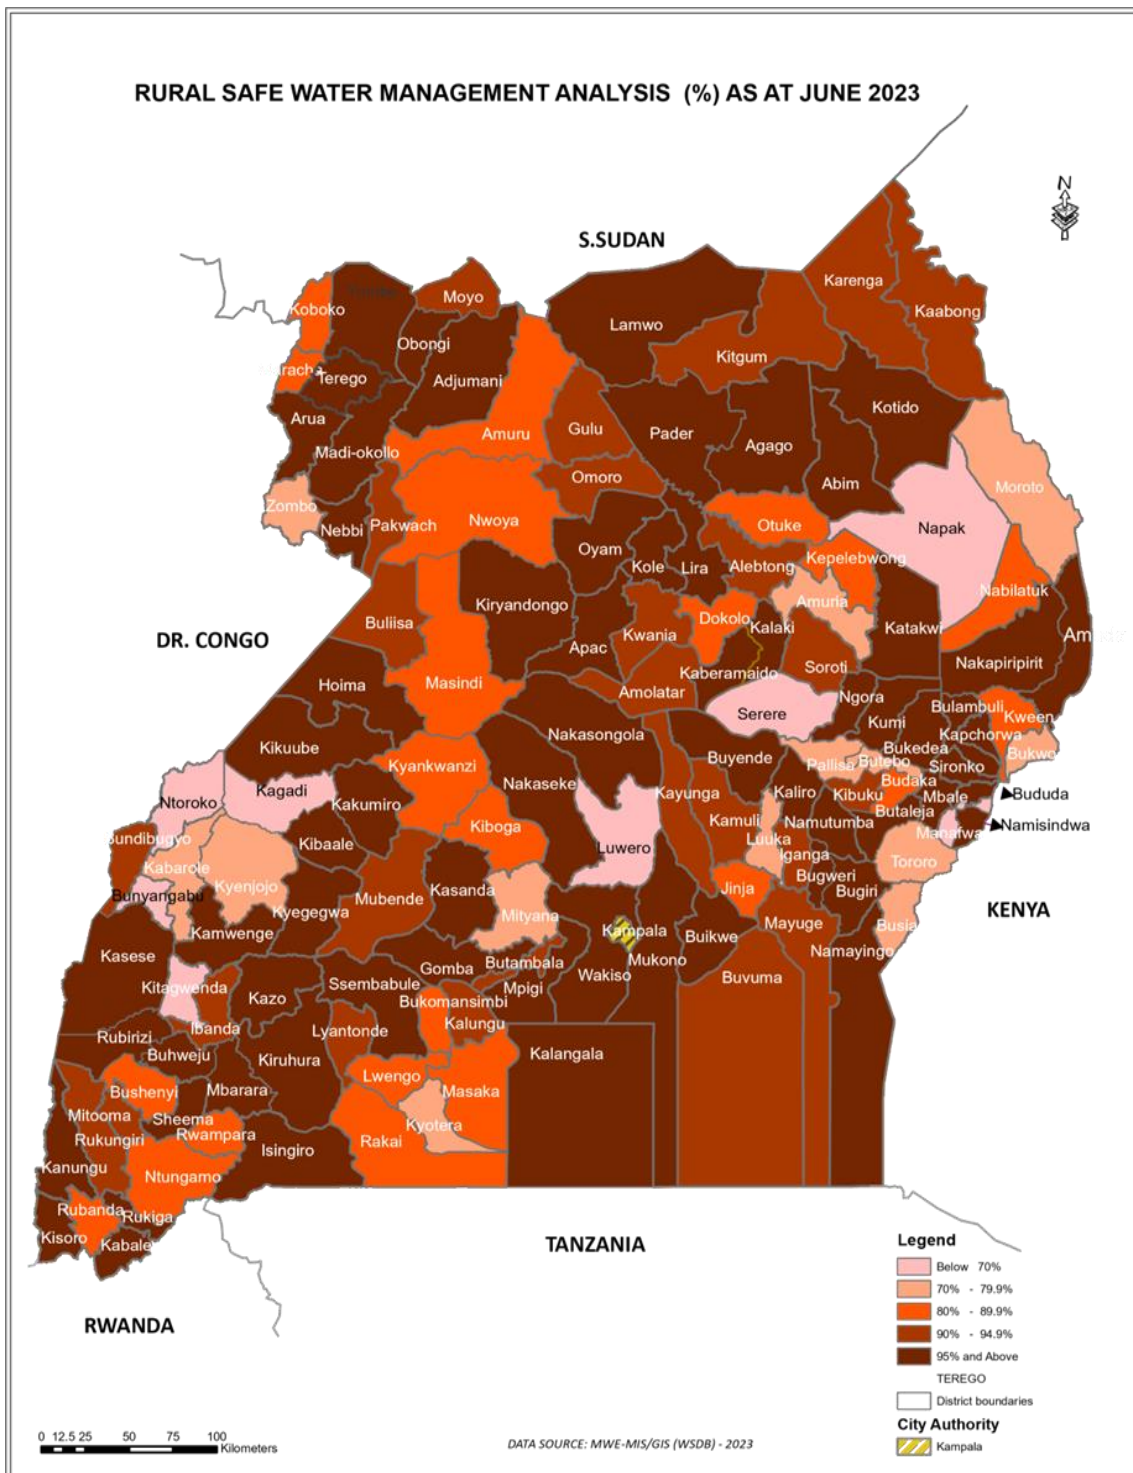 RURAL SAFE WATER MANAGEMENT ANALYSIS (%) AS AT JUNE 2023
N
S.SUDAN
Karenga
Kaabong
Koboko
Moyo
Lamwo
Obongi
Kitgum
Terego
Adjumani
Kotido
Arua
Amuru
Gulu
Pader
Agago
Madi-okollo
Omoro
Abim
Moroto
Zombo
Nebbi
Pakwach
Nwoya
Otuke
Napak
Oyam
Kole
Lira
Alebtong
Kepelebwong
Nabilatuk
Kiryandongo
Amuria
DR. CONGO
Buliisa
Dokolo
Kalaki
Katakwi
Kwania
Apac
Nakapiripirit
Hoima
Masindi
Kaberamaido
Soroti
Amolatar
Ngora
Serere
Bulambuli
Kween
Kikuube
Nakasongola
Kumi
Kapchorwa
Bukedea
Bukwo
Kyankwanzi
Buyende
Pallisa
Butebo
Sironko
Ntoroko
Kagadi
Kakumiro
Nakaseke
Kayunga
Kaliro
Kibuku
Budaka
Mbale
Bududa
Kiboga
Kamuli
Namutumba
Butaleja
Namisindwa
Bundibugyo
Kibaale
Luwero
Luuka
Manafwa
Kabarole
Iganga
Tororo
Kyenjojo
Bugweri
Bunyangabu
Mubende
Kasanda
Jinja
Bugiri
Kyegegwa
Mityana
KENYA
Kamwenge
Kampala
Buikwe
Mayuge
Busia
Kasese
Gomba
Butambala
Mukono
Namayingo
Kitagwenda
Kazo
Ssembabule
Mpigi
Wakiso
Buvuma
Bukomansimbi
Ibanda
Lyantonde
Kalungu
Rubirizi
Buhweju
Kiruhura
Kalangala
Bushenyi
Mbarara
Lwengo
Masaka
Mitooma
Sheema
Kyotera
Rukungiri
Rwampara
Rakai
Isingiro
Kanungu
Ntungamo
Rubanda
Rukiga
Kisoro
Kabale
TANZANIA
RWANDA
Legend
Below 70%
70% - 79.9%
80% - 89.9%
90% - 94.9%
95% and Above
TEREGO
District boundaries
City Authority
Kampala
0 12.5 25 50 75 100
Kilometers
DATA SOURCE: MWE-MIS/GIS (WSDB) - 2023